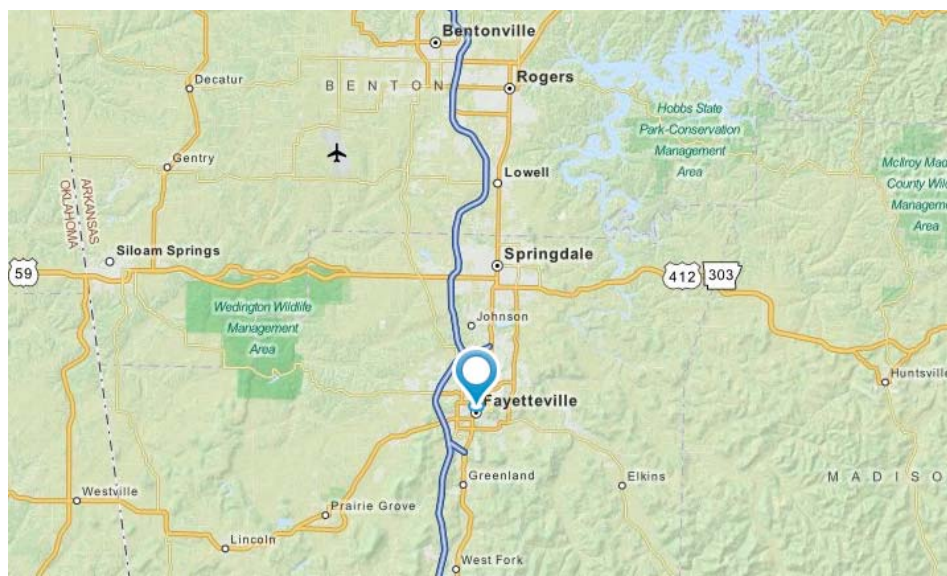 Bentonville
Decatur
BENTON
Rogers
Hobbs State
Park-Conservation
Management
Area
Gentry
McIlroy Mad
County Wild
Managem
Area
Lowell
ARKANSAS
OKLAHOMA
Siloam Springs
Springdale
59
412
303
Wedington Wildlife
Management
Area
Johnson
Huntsville
Fayetteville
Greenland
Elkins
MADISO
Westville
Prairie Grove
Lincoln
West Fork